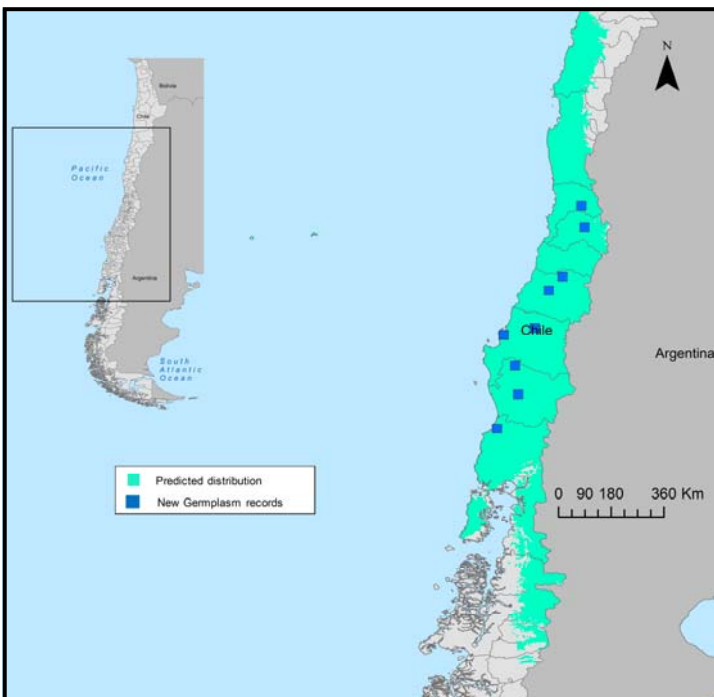 Bolivia
Chile
Pacific
Ocean
Argentina
South
Atlantic
Ocean
N
Chile
Argentina
Predicted distribution
New Germplasm records
0 90 180 360 Km